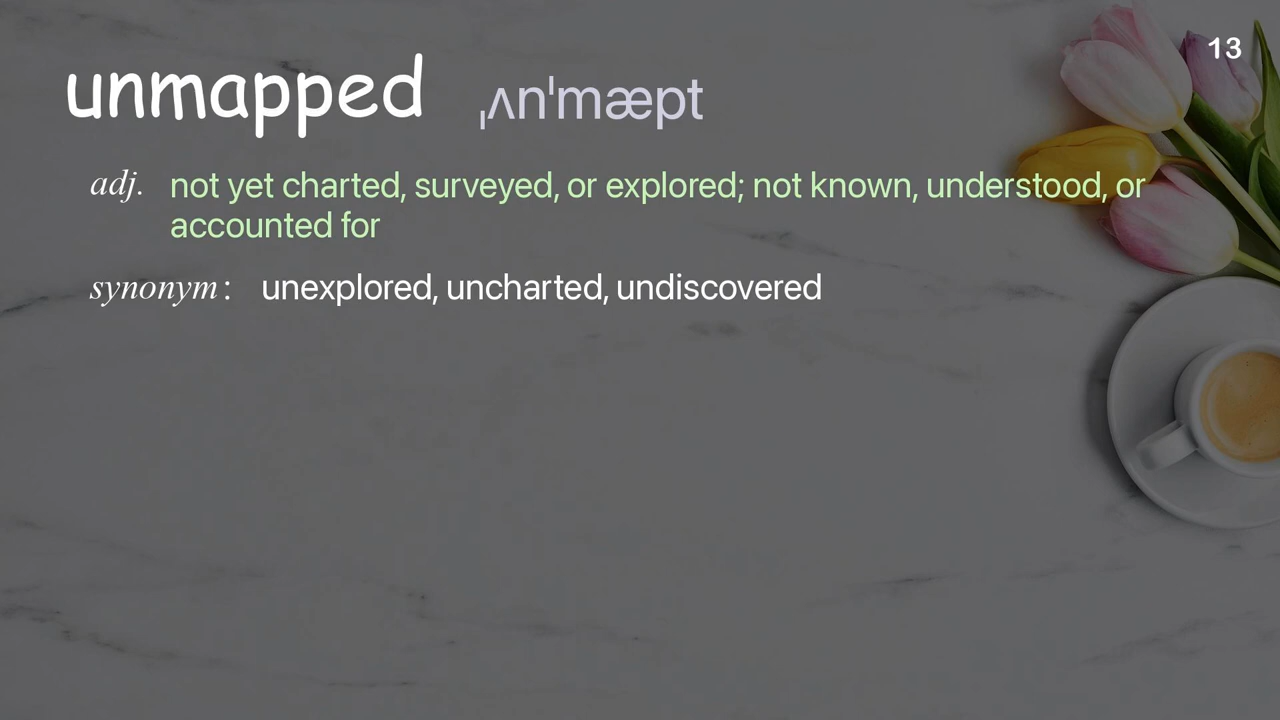 13
unmapped ˌʌnˈmæpt
adj. not yet charted, surveyed, or explored; not known, understood, or
accounted for
synonym: unexplored, uncharted, undiscovered